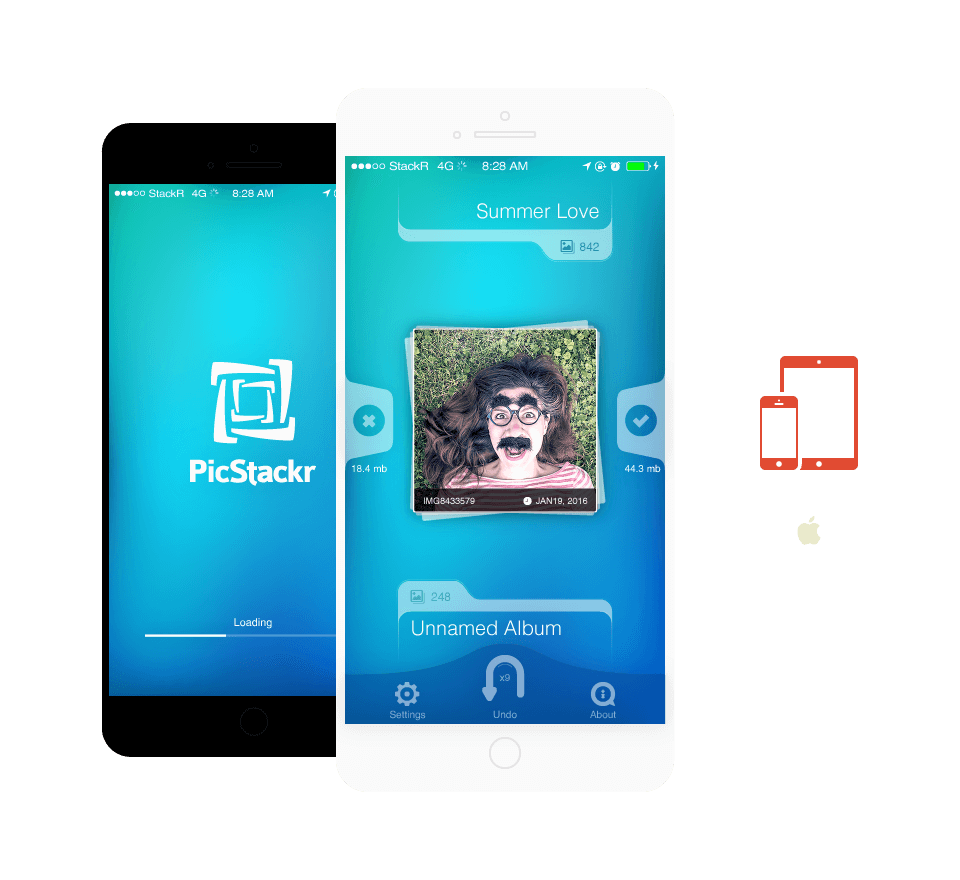 StackR 4G 8:28 AM
PicStackr
Loading
StackR 4G 8:28 AM
Summer Love
842
18.4 mb
44.3 mb
IMG8433579 JAN19, 2016
248
Unnamed Album
x9
Settings Undo About